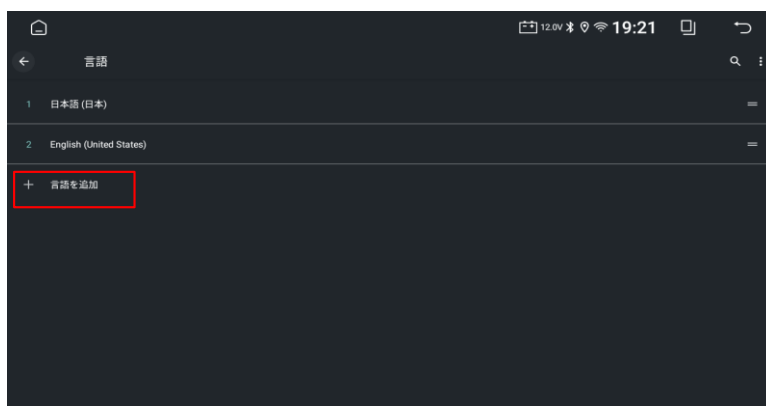 12.0V 19:21
言語
1 日本語 (日本)
2 English (United States)
+ 言語を追加